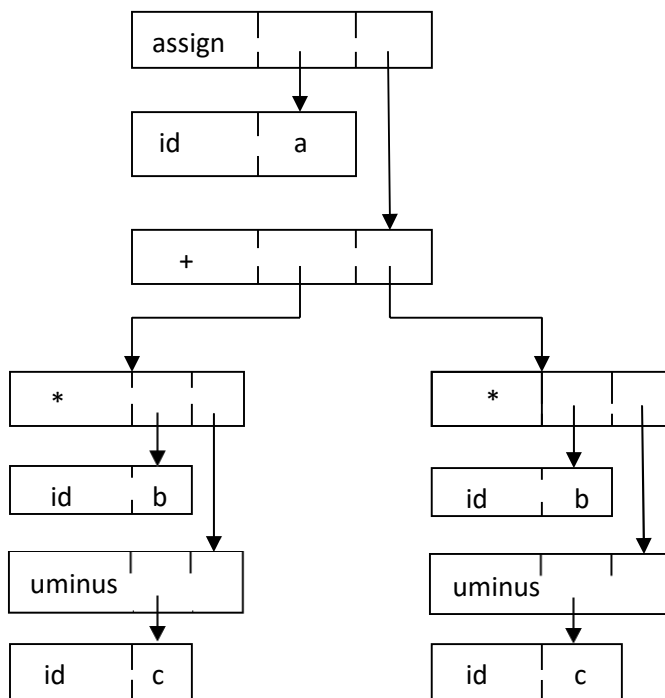 assign
id a
+
* *
id b id b
uminus uminus
id c id c